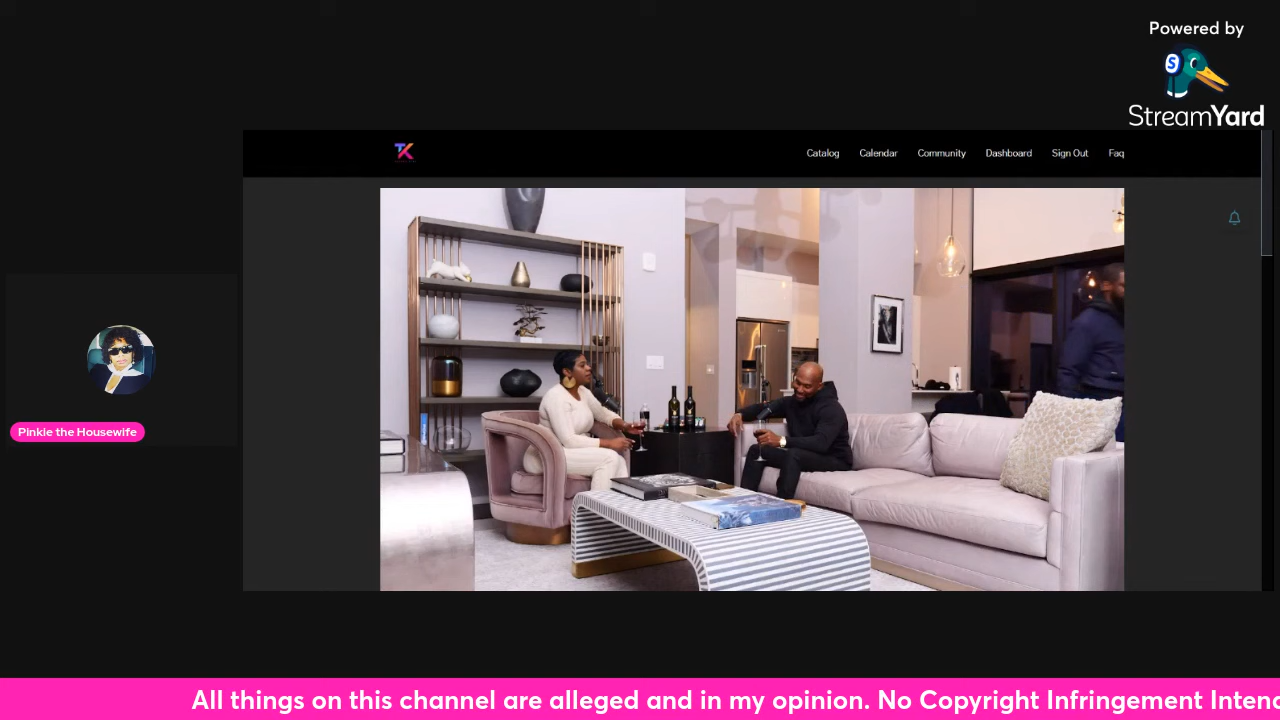 Powered by
S
StreamYard
TK
Catalog Calendar Community Dashboard Sign Out Faq
Pinkie the Housewife
All things on this channel are alleged and in my opinion. No Copyright Infringement Intend